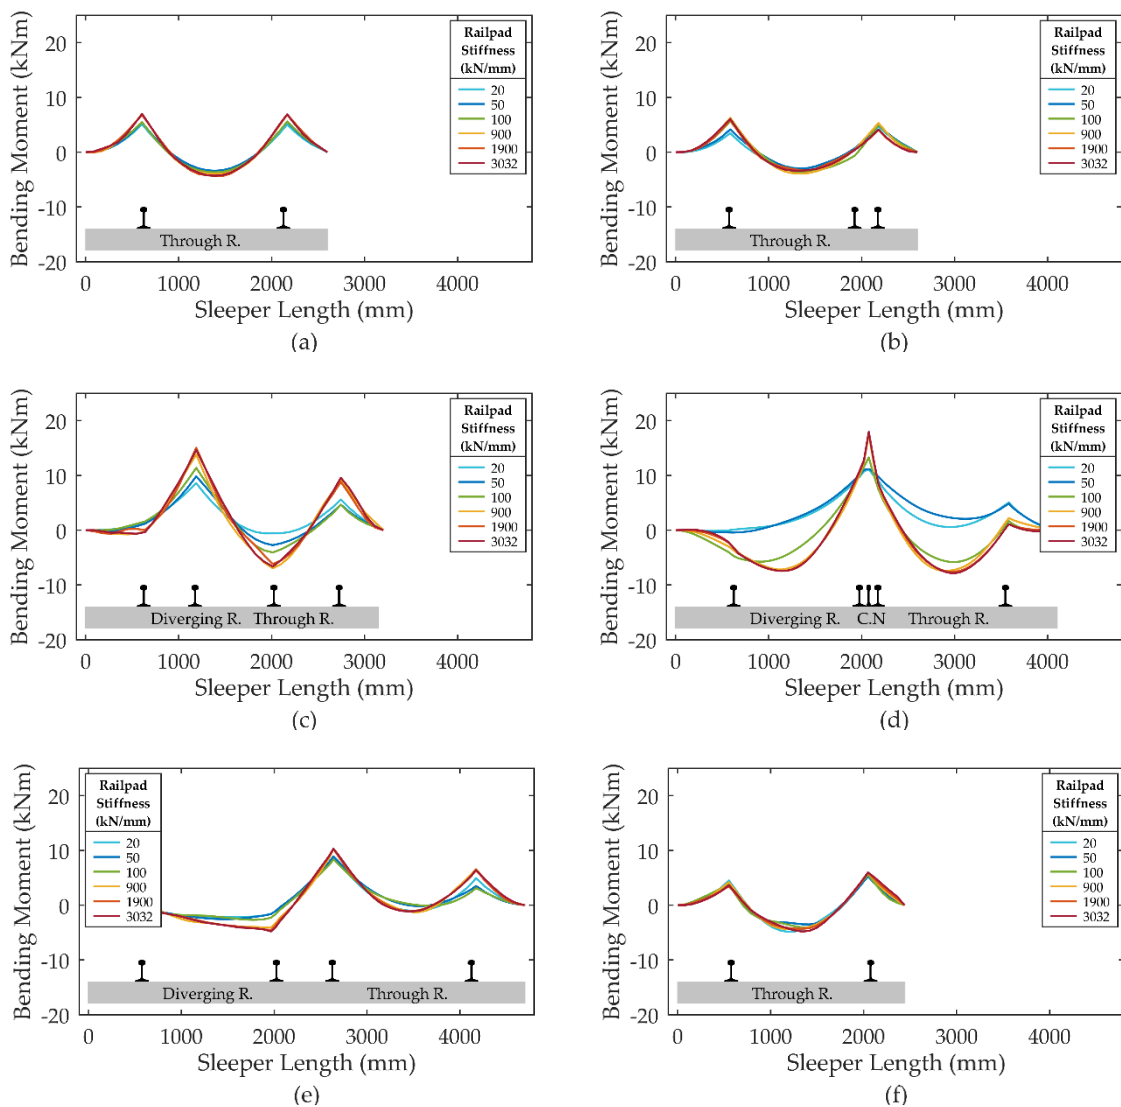 Bending Moment (kNm)
20
10
0
-10
-20
Railpad
Stiffness
(kN/mm)
20
50
100
900
1900
3032
Through R.
0 1000 2000 3000 4000
Sleeper Length (mm)
(a)
Bending Moment (kNm)
20
10
0
-10
-20
Railpad
Stiffness
(kN/mm)
20
50
100
900
1900
3032
Through R.
0 1000 2000 3000 4000
Sleeper Length (mm)
(b)
Bending Moment (kNm)
20
10
0
-10
-20
Railpad
Stiffness
(kN/mm)
20
50
100
900
1900
3032
Diverging R. Through R.
0 1000 2000 3000 4000
Sleeper Length (mm)
(c)
Bending Moment (kNm)
20
10
0
-10
-20
Railpad
Stiffness
(kN/mm)
20
50
100
900
1900
3032
Diverging R. C.N Through R.
0 1000 2000 3000 4000
Sleeper Length (mm)
(d)
Bending Moment (kNm)
20
10
0
-10
-20
Railpad
Stiffness
(kN/mm)
20
50
100
900
1900
3032
Diverging R. Through R.
0 1000 2000 3000 4000
Sleeper Length (mm)
(e)
Bending Moment (kNm)
20
10
0
-10
-20
Railpad
Stiffness
(kN/mm)
20
50
100
900
1900
3032
Through R.
0 1000 2000 3000 4000
Sleeper Length (mm)
(f)